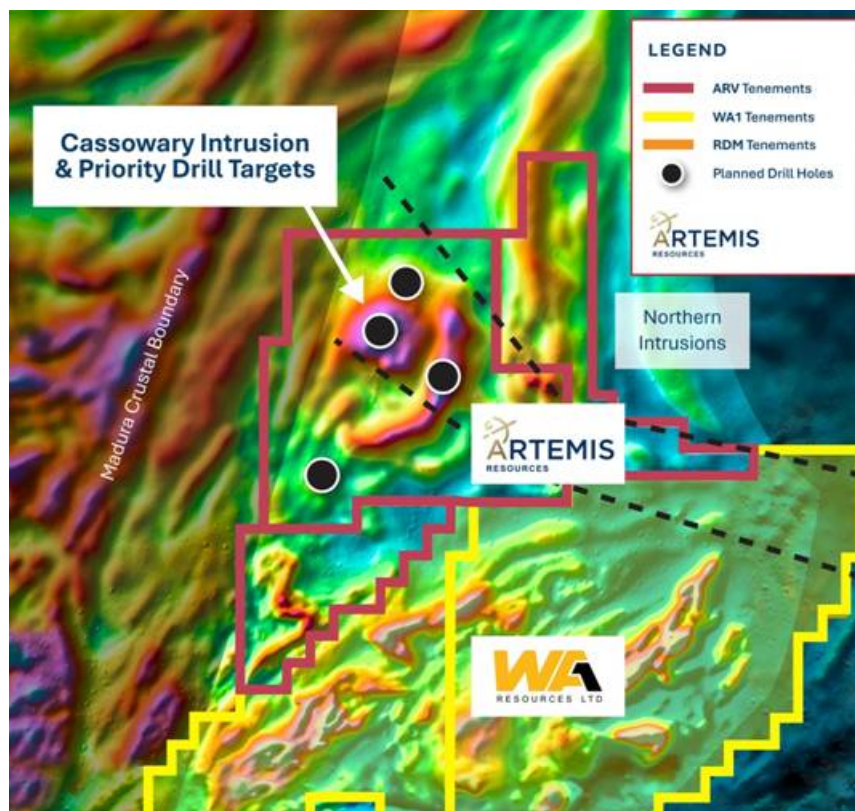 LEGEND
ARV Tenements
WA1 Tenements
RDM Tenements
Planned Drill Holes
ARTEMIS
RESOURCES
Cassowary Intrusion
& Priority Drill Targets
Madura Crustal Boundary
Northern
Intrusions
ARTEMIS
RESOURCES
WA1
RESOURCES LTD